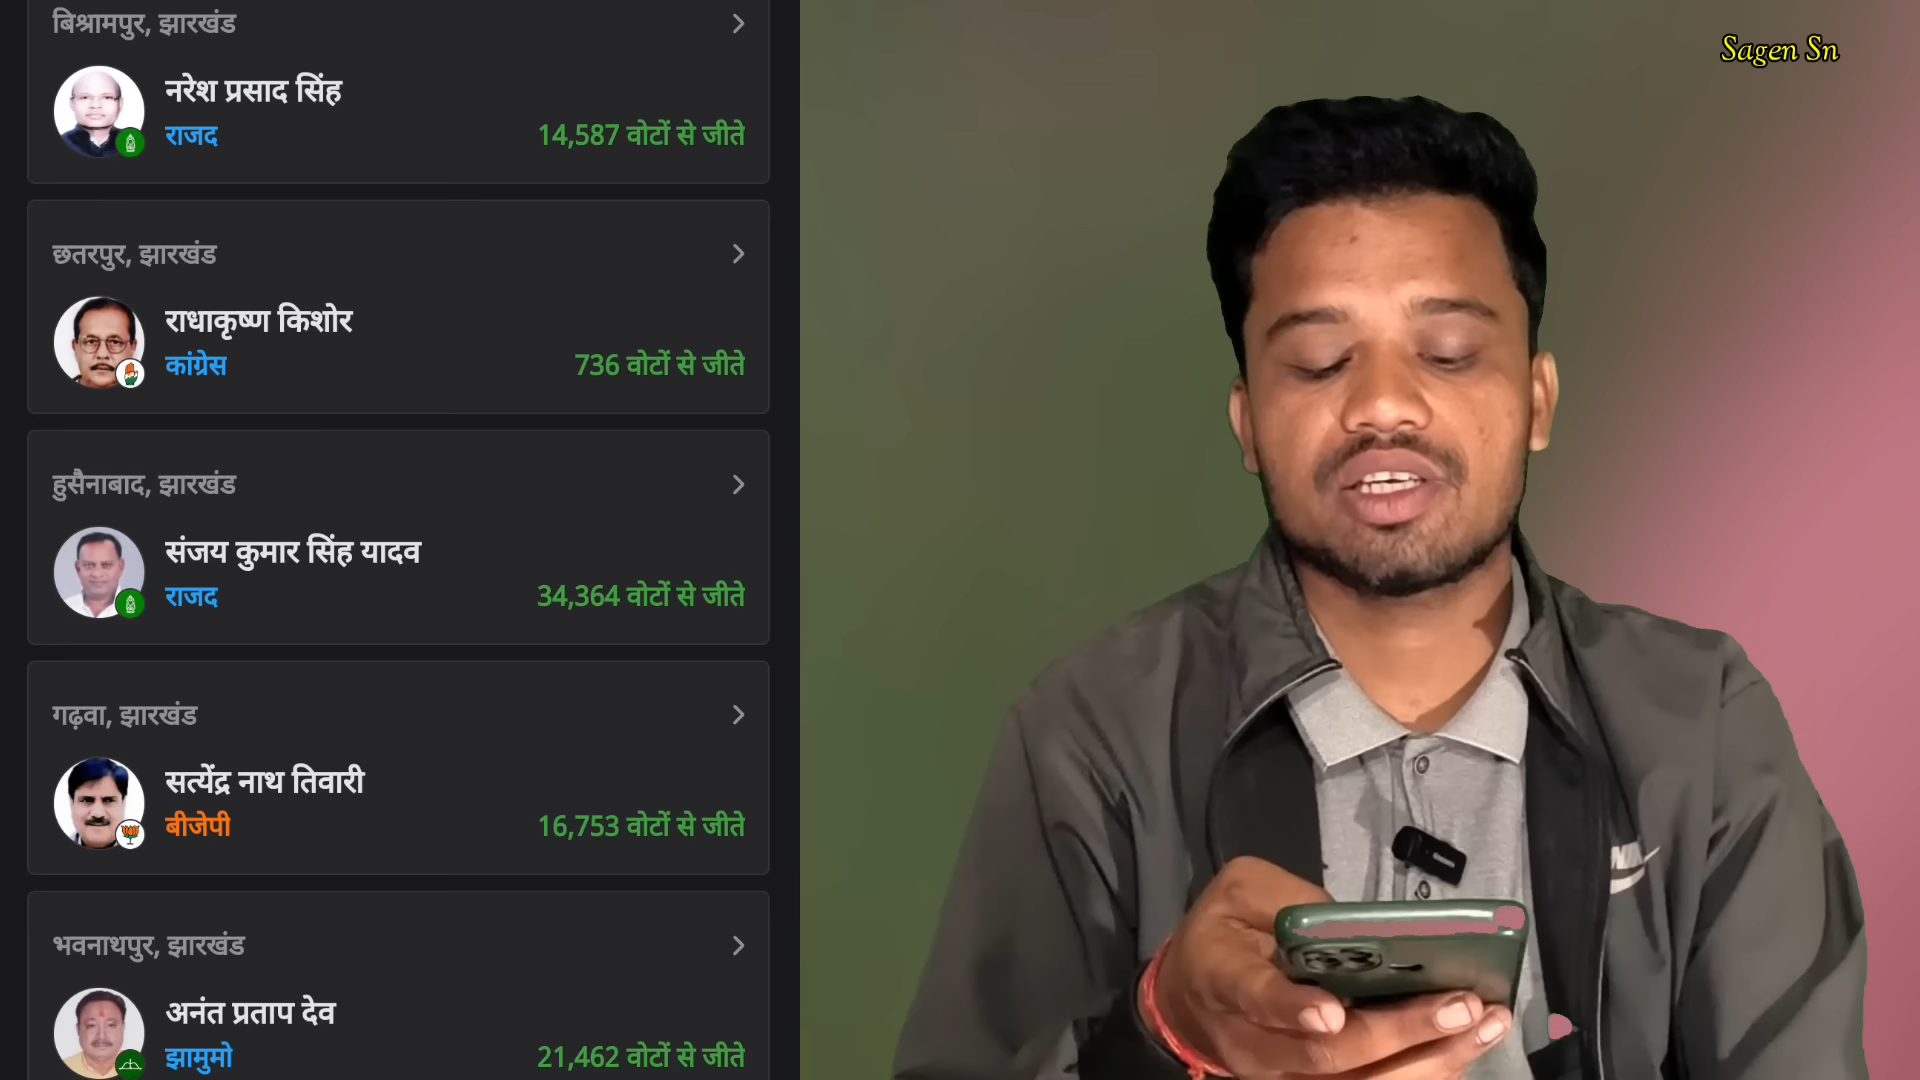 बिश्रामपुर, झारखंड
नरेश प्रसाद सिंह
राजद
14,587 वोटों से जीते
छतरपुर, झारखंड
राधाकृष्ण किशोर
कांग्रेस
736 वोटों से जीते
हुसैनाबाद, झारखंड
संजय कुमार सिंह यादव
राजद
34,364 वोटों से जीते
गढ़वा, झारखंड
सत्येंद्र नाथ तिवारी
बीजेपी
16,753 वोटों से जीते
भवनाथपुर, झारखंड
अनंत प्रताप देव
झामुमो
21,462 वोटों से जीते
Sagen Sn